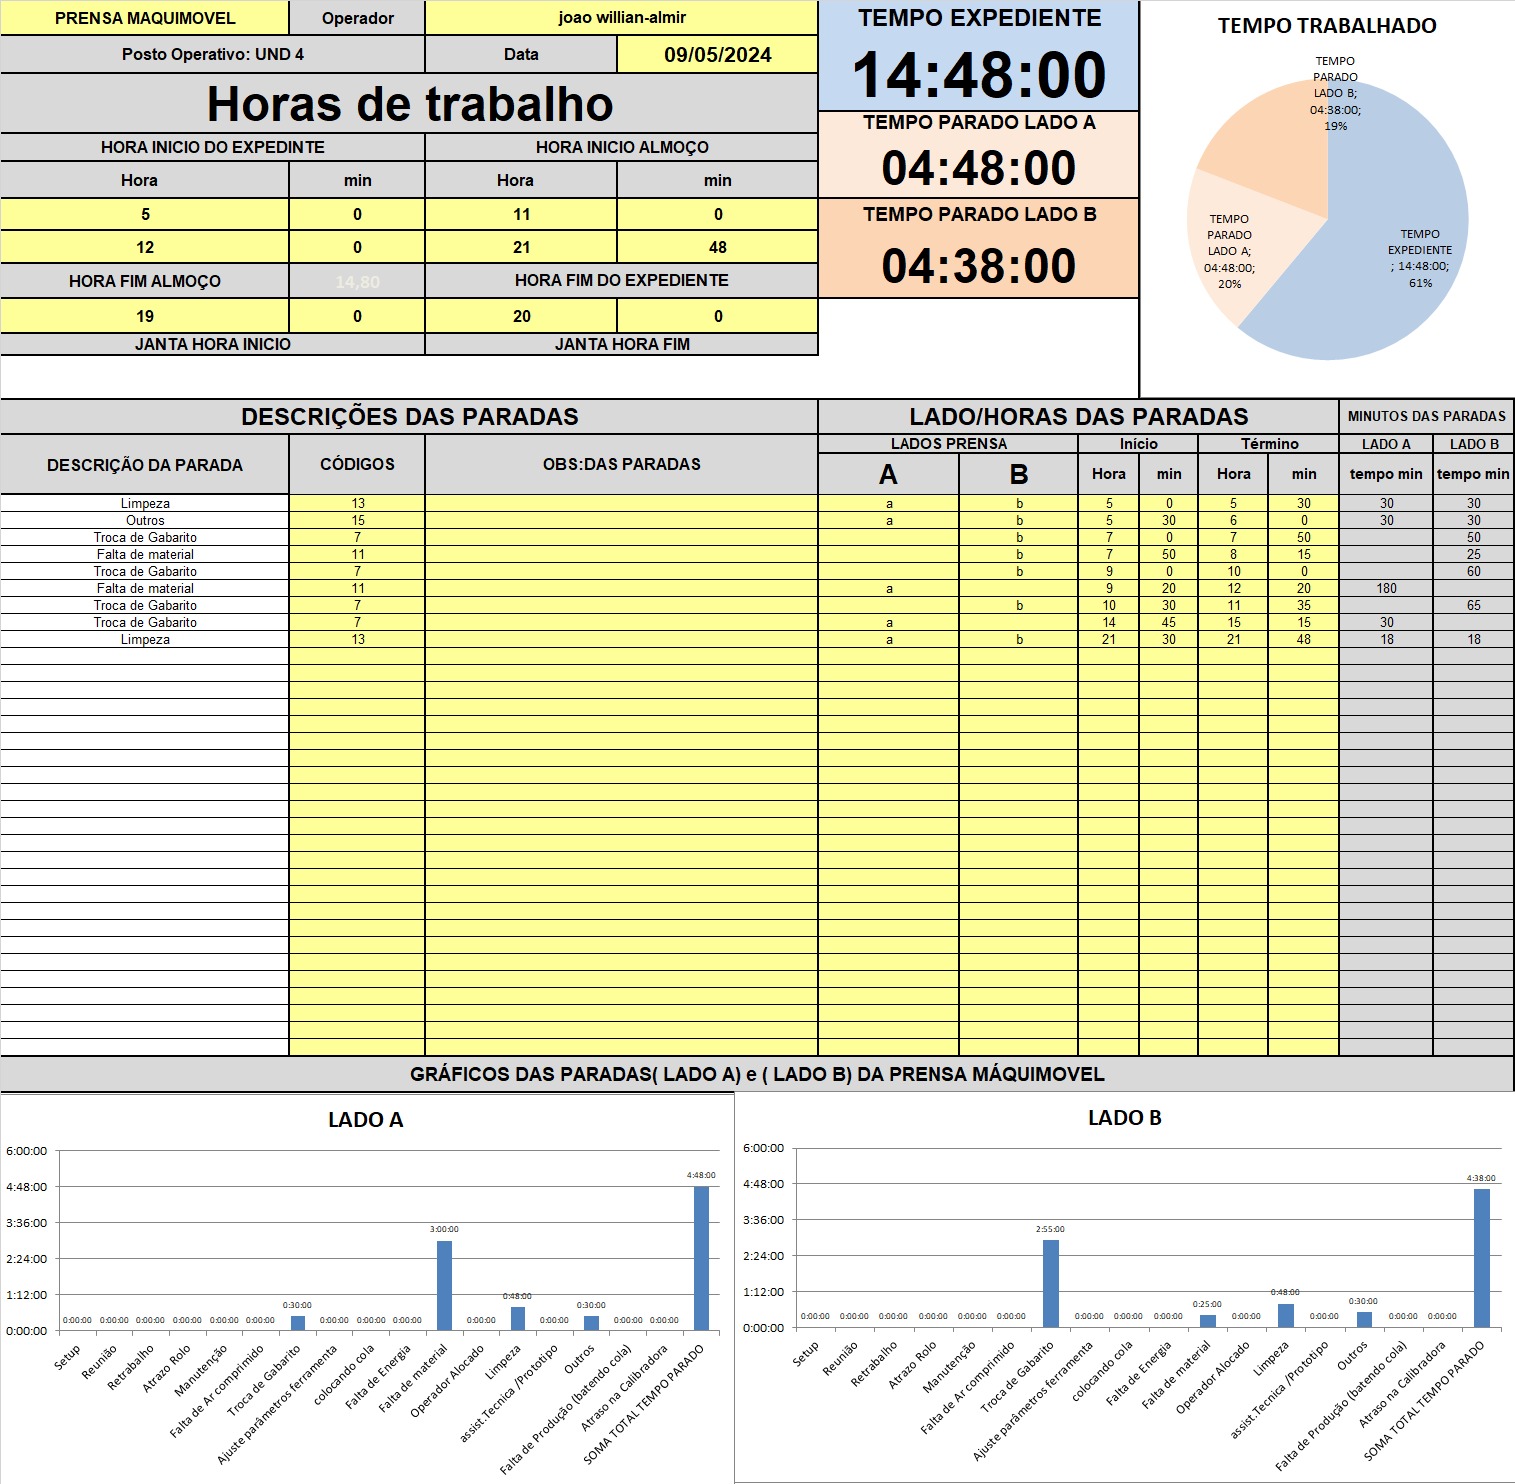 PRENSA MAQUIMOVEL Operador joao willian-almir
Posto Operativo: UND 4 Data 09/05/2024
Horas de trabalho
HORA INICIO DO EXPEDINTE HORA INICIO ALMOÇO
Hora min Hora min
5 0 11 0
12 0 21 48
HORA FIM ALMOÇO 14,80 HORA FIM DO EXPEDIENTE
19 0 20 0
JANTA HORA INICIO JANTA HORA FIM
TEMPO EXPEDIENTE
14:48:00
TEMPO PARADO LADO A
04:48:00
TEMPO PARADO LADO B
04:38:00
TEMPO TRABALHADO
TEMPO
PARADO
LADO B;
04:38:00;
19%
TEMPO
PARADO
LADO A;
04:48:00;
20%
TEMPO
EXPEDIENTE
; 14:48:00;
61%
DESCRIÇÕES DAS PARADAS LADO/HORAS DAS PARADAS MINUTOS DAS PARADAS
DESCRIÇÃO DA PARADA CÓDIGOS OBS:DAS PARADAS LADOS PRENSA Início Término LADO A LADO B
A B Hora min Hora min tempo min tempo min
Limpeza 13 a b 5 0 5 30 30 30
Outros 15 a b 5 30 6 0 30 30
Troca de Gabarito 7 b 7 0 7 50 50
Falta de material 11 b 7 50 8 15 25
Troca de Gabarito 7 b 9 0 10 0 60
Falta de material 11 a 9 20 12 20 180
Troca de Gabarito 7 b 10 30 11 35 65
Troca de Gabarito 7 a 14 45 15 15 30
Limpeza 13 a b 21 30 21 48 18 18
GRÁFICOS DAS PARADAS( LADO A) e ( LADO B) DA PRENSA MÁQUIMOVEL
LADO A
6:00:00
4:48:00
3:36:00
2:24:00
1:12:00
0:00:00
0:00:00 0:00:00 0:00:00 0:00:00 0:00:00 0:00:00 0:30:00 0:00:00 0:00:00 0:00:00 3:00:00 0:00:00 0:48:00 0:00:00 0:30:00 0:00:00 0:00:00 4:48:00
Setup
Reunião
Retrabalho
Atrazo Rolo
Manutenção
Falta de Ar comprimido
Troca de Gabarito
Ajuste parâmetros ferramenta
colocando cola
Falta de Energia
Falta de material
Operador Alocado
Limpeza
assist.Tecnica /Prototipo
Outros
Falta de Produção (batendo cola)
Atraso na Calibradora
SOMA TOTAL TEMPO PARADO
LADO B
6:00:00
4:48:00
3:36:00
2:24:00
1:12:00
0:00:00
0:00:00 0:00:00 0:00:00 0:00:00 0:00:00 0:00:00 2:55:00 0:00:00 0:00:00 0:00:00 0:25:00 0:00:00 0:48:00 0:00:00 0:30:00 0:00:00 0:00:00 4:38:00
Setup
Reunião
Retrabalho
Atrazo Rolo
Manutenção
Falta de Ar comprimido
Troca de Gabarito
Ajuste parâmetros ferramenta
colocando cola
Falta de Energia
Falta de material
Operador Alocado
Limpeza
assist.Tecnica /Prototipo
Outros
Falta de Produção (batendo cola)
Atraso na Calibradora
SOMA TOTAL TEMPO PARADO